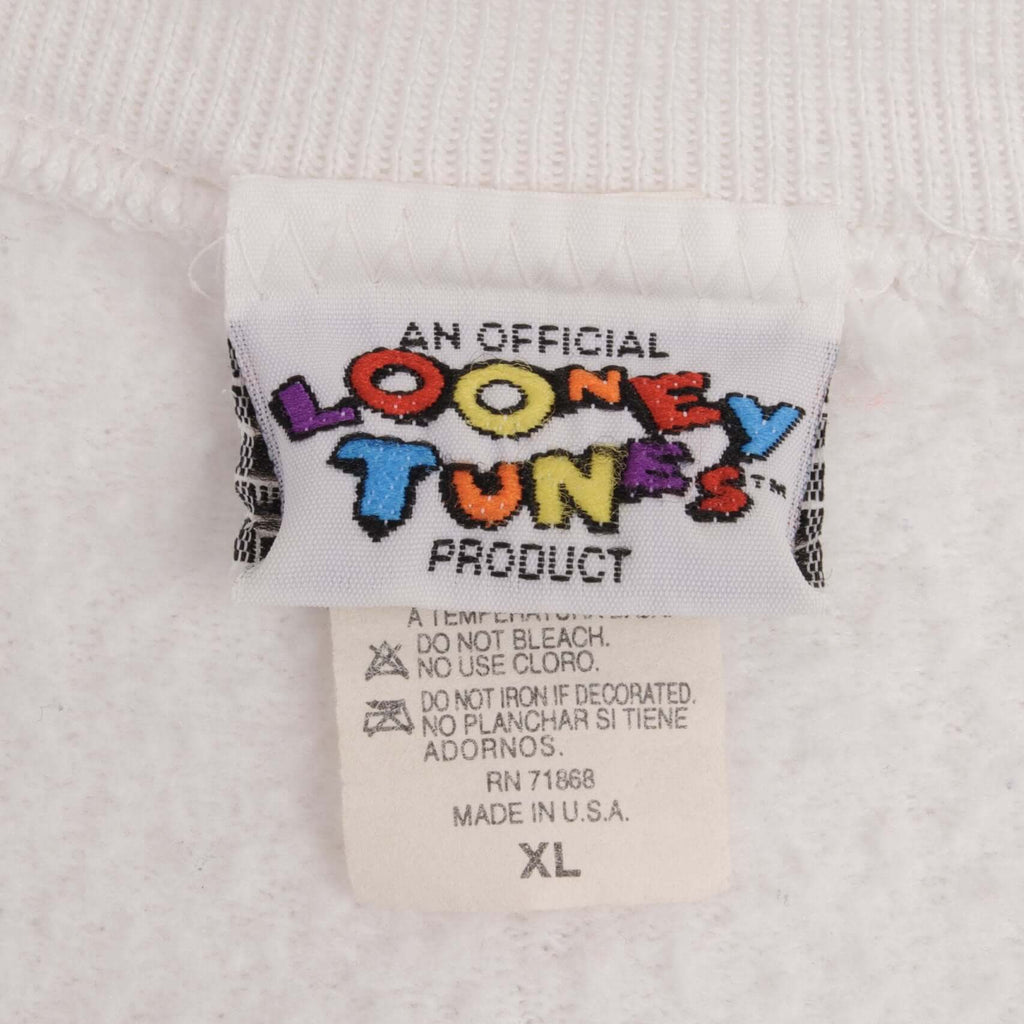 AN OFFICIAL
LOONEY
TUNES™
PRODUCT
A TEMPERATURA
DO NOT BLEACH.
NO USE CLORO.
DO NOT IRON IF DECORATED.
NO PLANCHAR SI TIENE
ADORNOS.
RN 71868
MADE IN U.S.A.
XL